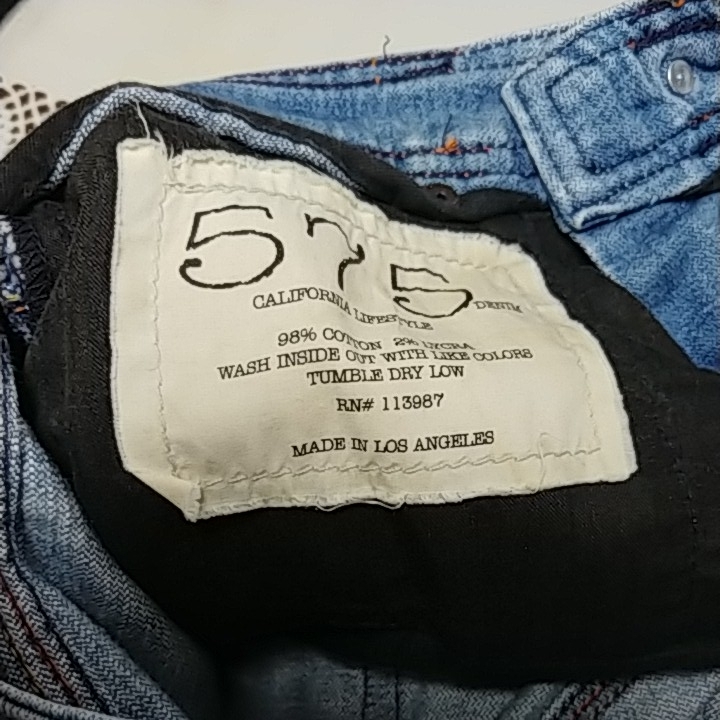 575
DENIM
CALIFORNIA LIFESTYLE
98% COTTON 2% LYCRA
WASH INSIDE OUT WITH LIKE COLORS
TUMBLE DRY LOW
RN# 113987
MADE IN LOS ANGELES